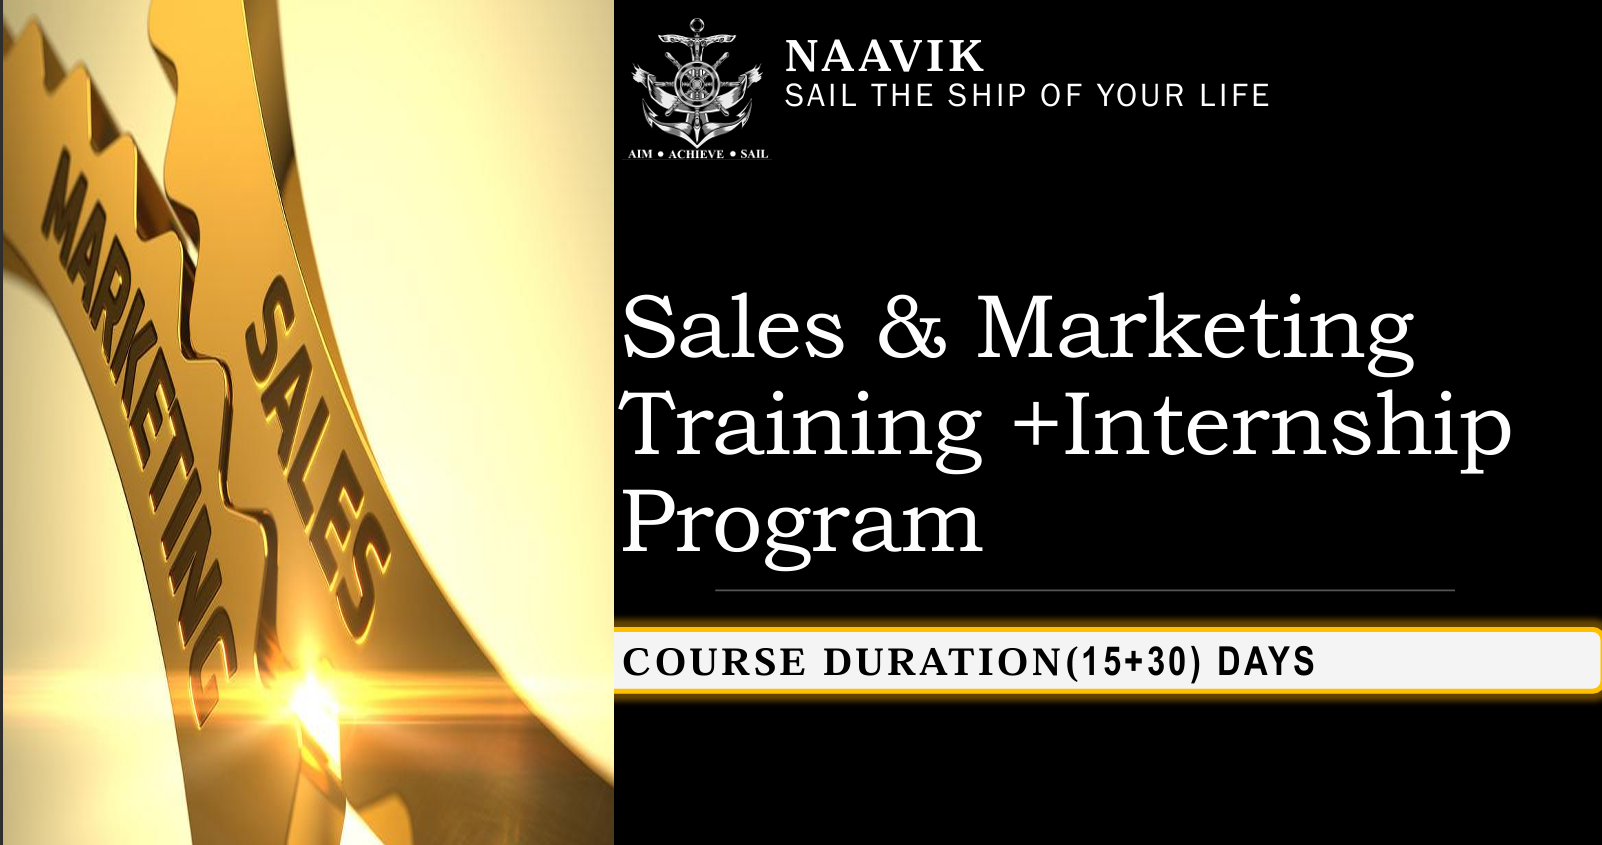 NAAVIK
SAIL THE SHIP OF YOUR LIFE
AIM • ACHIEVE • SAIL
MARKETING
SALES
Sales & Marketing
Training +Internship
Program
COURSE DURATION(15+30) DAYS